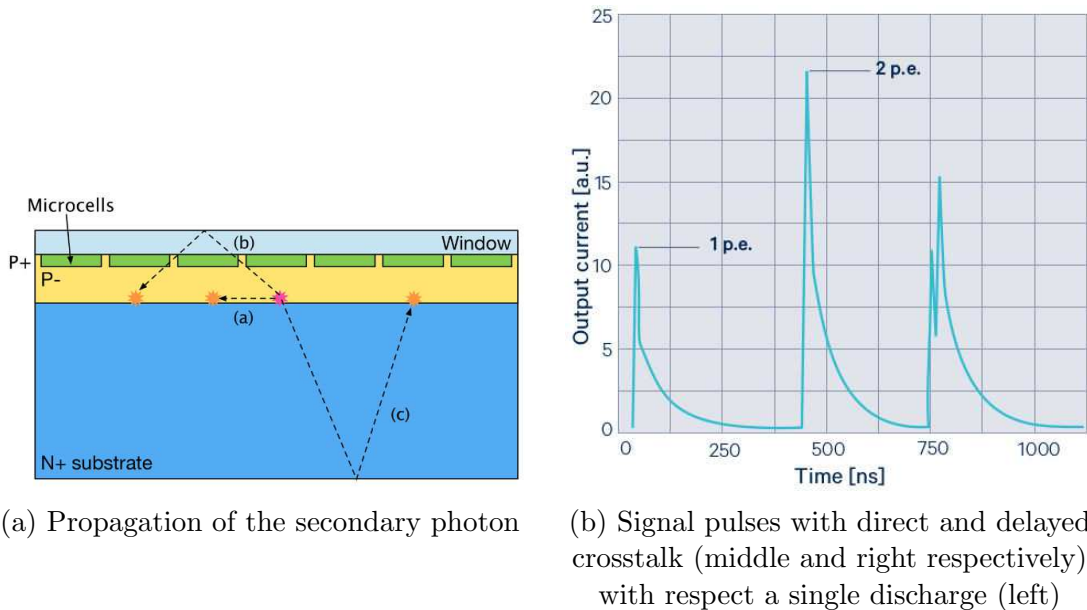 Microcells
(b)
Window
P+
P-
(a)
(c)
N+ substrate
(a) Propagation of the secondary photon
25
20
15
10
5
0
Output current [a.u.]
1 p.e.
2 p.e.
0 250 500 750 1000
Time [ns]
(b) Signal pulses with direct and delayed
crosstalk (middle and right respectively)
with respect a single discharge (left)